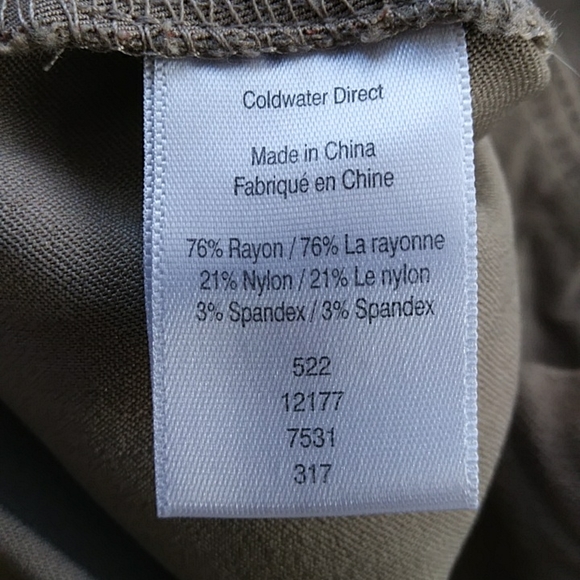 Coldwater Direct
Made in China
Fabriqué en Chine
76% Rayon / 76% La rayonne
21% Nylon / 21% Le nylon
3% Spandex / 3% Spandex
522
12177
7531
317